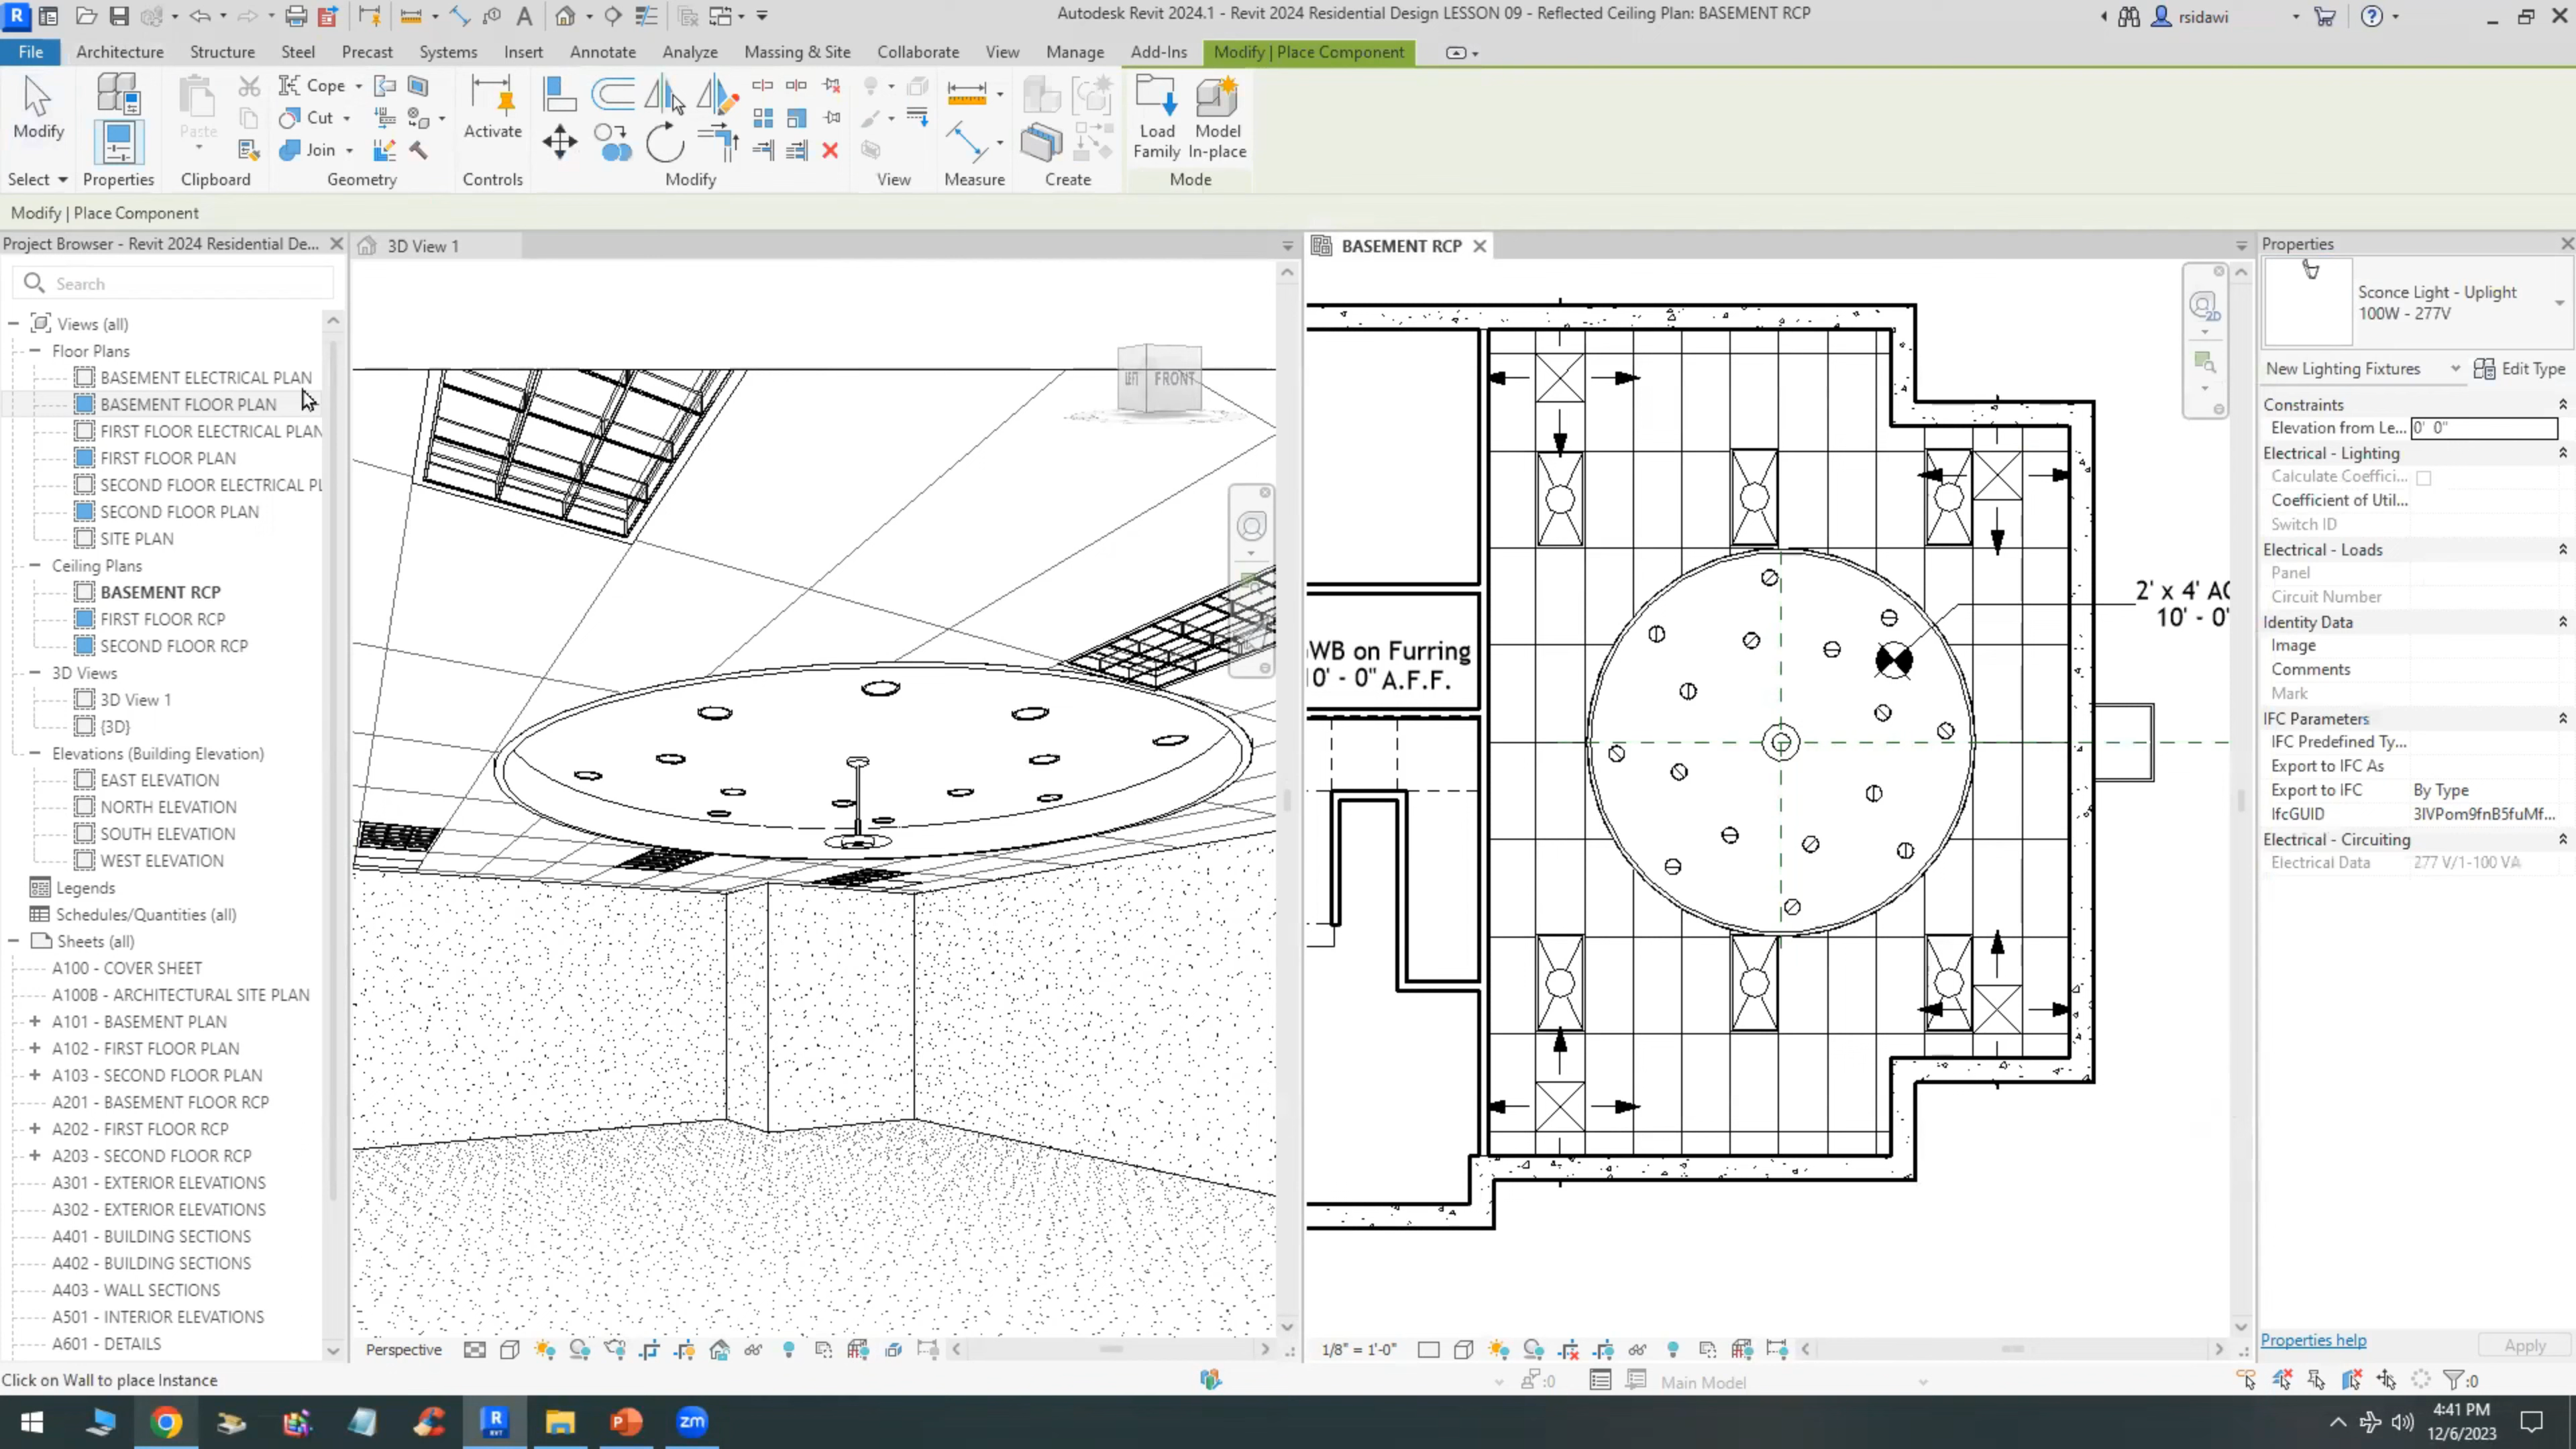 Autodesk Revit 2024.1 - Revit 2024 Residential Design LESSON 09 - Reflected Ceiling Plan: BASEMENT RCP
rsidawi
File Architecture Structure Steel Precast Systems Insert Annotate Analyze Massing & Site Collaborate View Manage Add-Ins Modify | Place Component
Modify
Paste
Cope
Cut
Join
Activate
Load Family
Model In-place
Select Properties Clipboard Geometry Controls Modify View Measure Create Mode
Modify | Place Component
Project Browser - Revit 2024 Residential De...
Search
Views (all)
Floor Plans
BASEMENT ELECTRICAL PLAN
BASEMENT FLOOR PLAN
FIRST FLOOR ELECTRICAL PLAN
FIRST FLOOR PLAN
SECOND FLOOR ELECTRICAL PL
SECOND FLOOR PLAN
SITE PLAN
Ceiling Plans
BASEMENT RCP
FIRST FLOOR RCP
SECOND FLOOR RCP
3D Views
3D View 1
{3D}
Elevations (Building Elevation)
EAST ELEVATION
NORTH ELEVATION
SOUTH ELEVATION
WEST ELEVATION
Legends
Schedules/Quantities (all)
Sheets (all)
A100 - COVER SHEET
A100B - ARCHITECTURAL SITE PLAN
A101 - BASEMENT PLAN
A102 - FIRST FLOOR PLAN
A103 - SECOND FLOOR PLAN
A201 - BASEMENT FLOOR RCP
A202 - FIRST FLOOR RCP
A203 - SECOND FLOOR RCP
A301 - EXTERIOR ELEVATIONS
A302 - EXTERIOR ELEVATIONS
A401 - BUILDING SECTIONS
A402 - BUILDING SECTIONS
A403 - WALL SECTIONS
A501 - INTERIOR ELEVATIONS
A601 - DETAILS
3D View 1
LEFT FRONT
Perspective
BASEMENT RCP
2D
2' x 4' AC
10' - 0"
WB on Furring
10' - 0" A.F.F.
1/8" = 1'-0"
Properties
Sconce Light - Uplight
100W - 277V
New Lighting Fixtures Edit Type
Constraints
Elevation from Le... 0' 0"
Electrical - Lighting
Calculate Coeffici...
Coefficient of Util...
Switch ID
Electrical - Loads
Panel
Circuit Number
Identity Data
Image
Comments
Mark
IFC Parameters
IFC Predefined Ty...
Export to IFC As
Export to IFC By Type
IfcGUID 3IVPom9fnB5fuMf...
Electrical - Circuiting
Electrical Data 277 V/1-100 VA
Properties help Apply
Click on Wall to place Instance
:0
Main Model
:0
zm
4:41 PM
12/6/2023